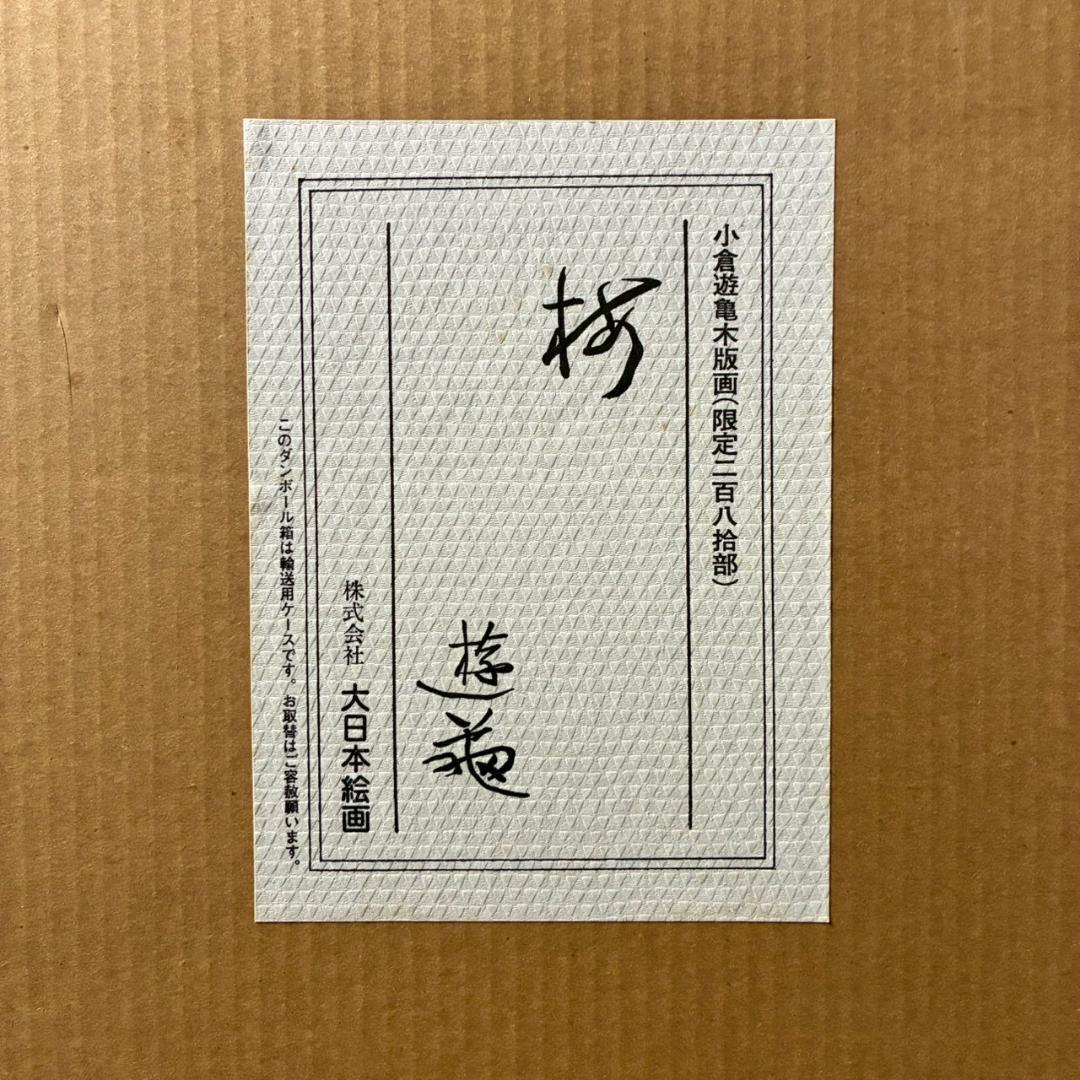 小倉遊亀木版画（限定二百八拾部）
梅
遊亀
株式会社 大日本絵画
このダンボール箱は輸送用ケースです。お取替はご容赦願います。